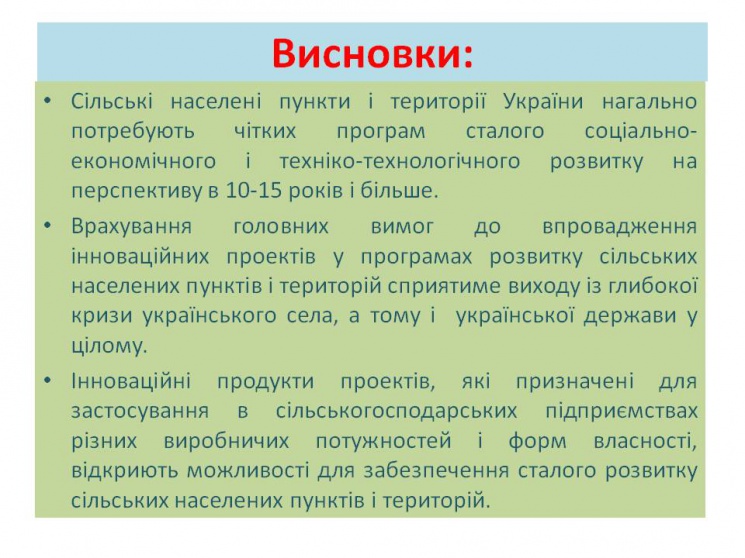 Висновки:
• Сільські населені пункти і території України нагально
потребують чітких програм сталого соціально-
економічного і техніко-технологічного розвитку на
перспективу в 10-15 років і більше.
• Врахування головних вимог до впровадження
інноваційних проектів у програмах розвитку сільських
населених пунктів і територій сприятиме виходу із глибокої
кризи українського села, а тому і української держави у
цілому.
• Інноваційні продукти проектів, які призначені для
застосування в сільськогосподарських підприємствах
різних виробничих потужностей і форм власності,
відкриють можливості для забезпечення сталого розвитку
сільських населених пунктів і територій.